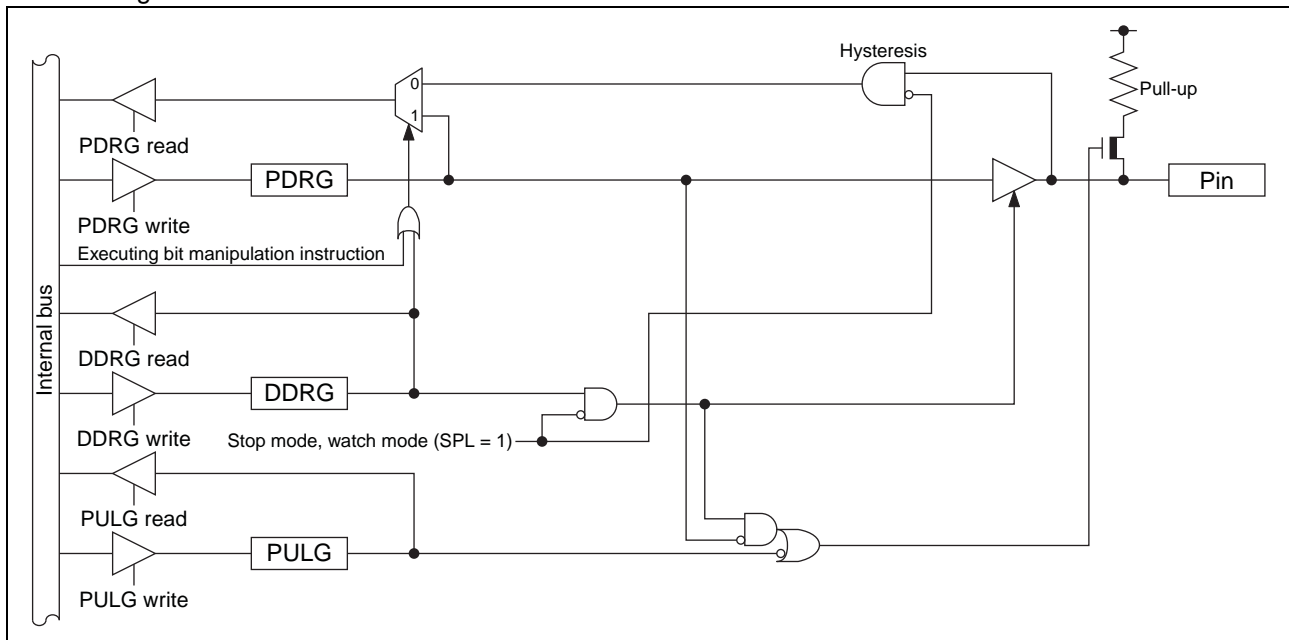 Hysteresis
0
Pull-up
1
PDRG read
PDRG
Pin
PDRG write
Executing bit manipulation instruction
Internal bus
DDRG read
DDRG
DDRG write
Stop mode, watch mode (SPL = 1)
PULG read
PULG
PULG write